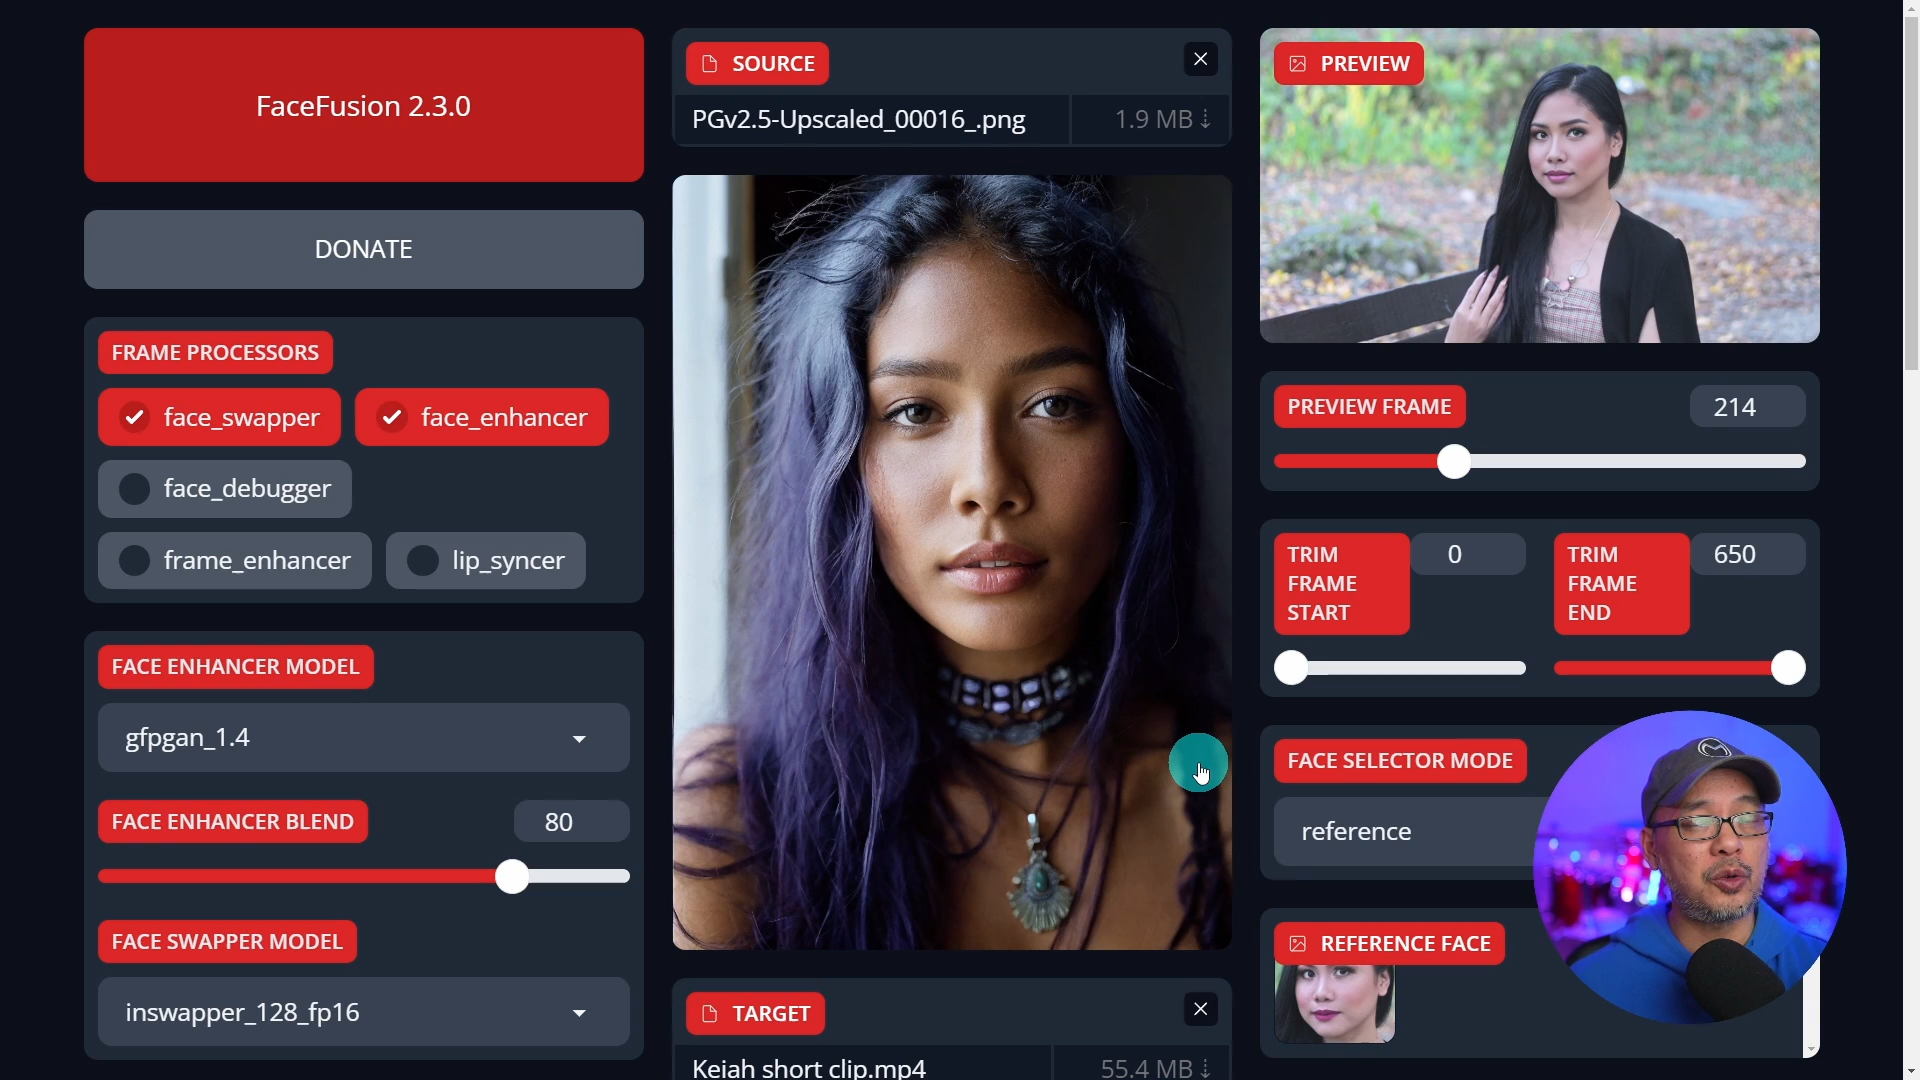 FaceFusion 2.3.0
DONATE
FRAME PROCESSORS
face_swapper
face_enhancer
face_debugger
frame_enhancer
lip_syncer
FACE ENHANCER MODEL
gfpgan_1.4
FACE ENHANCER BLEND
80
FACE SWAPPER MODEL
inswapper_128_fp16
SOURCE
PGv2.5-Upscaled_00016_.png
1.9 MB ⇣
TARGET
Keiah short clip.mp4
55.4 MB ⇣
PREVIEW
PREVIEW FRAME
214
TRIM
FRAME
START
0
TRIM
FRAME
END
650
FACE SELECTOR MODE
reference
REFERENCE FACE